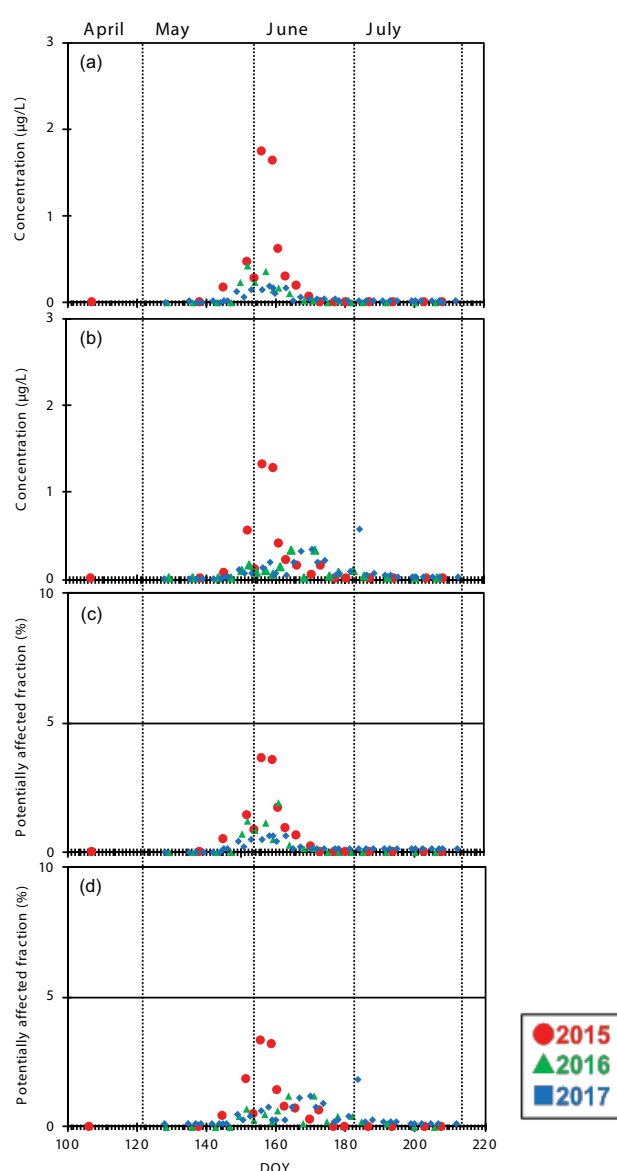 April May June July
3
(a)
2
Concentration (µg/L)
1
0
3
(b)
2
Concentration (µg/L)
1
0
10
(c)
Potentially affected fraction (%)
5
0
10
(d)
Potentially affected fraction (%)
5
0
100 120 140 160 180 200 220
DOY
2015
2016
2017